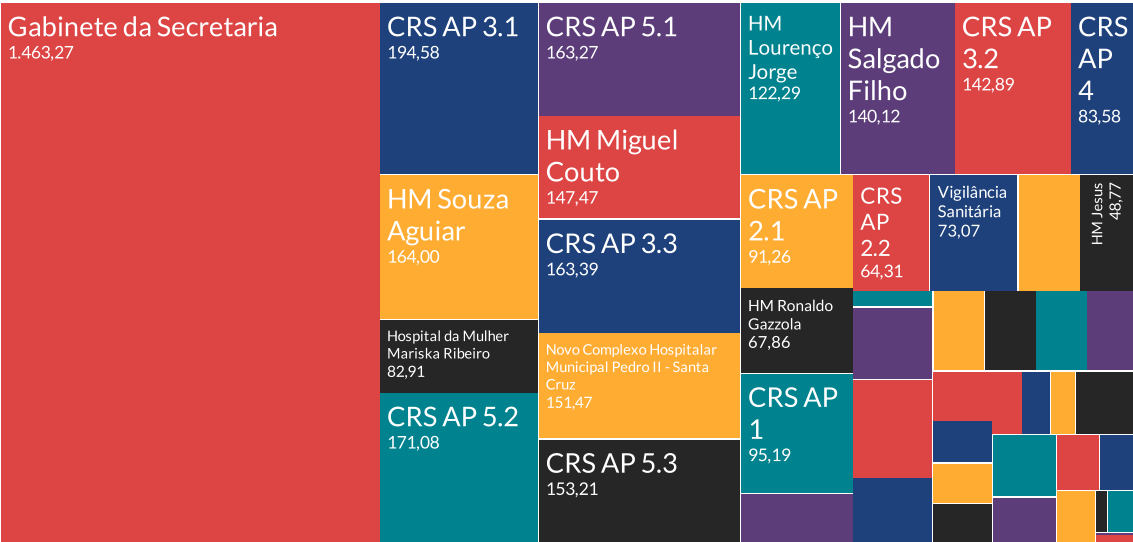 Gabinete da Secretaria
1.463,27
CRS AP 3.1
194,58
HM Souza
Aguiar
164,00
Hospital da Mulher
Mariska Ribeiro
82,91
CRS AP 5.2
171,08
CRS AP 5.1
163,27
HM Miguel
Couto
147,47
CRS AP 3.3
163,39
Novo Complexo Hospitalar
Municipal Pedro II - Santa
Cruz
151,47
CRS AP 5.3
153,21
HM
Lourenço
Jorge
122,29
HM
Salgado
Filho
140,12
CRS AP
3.2
142,89
CRS
AP
4
83,58
CRS AP
2.1
91,26
CRS
AP
2.2
64,31
Vigilância
Sanitária
73,07
HM Jesus
48,77
HM Ronaldo
Gazzola
67,86
CRS AP
1
95,19